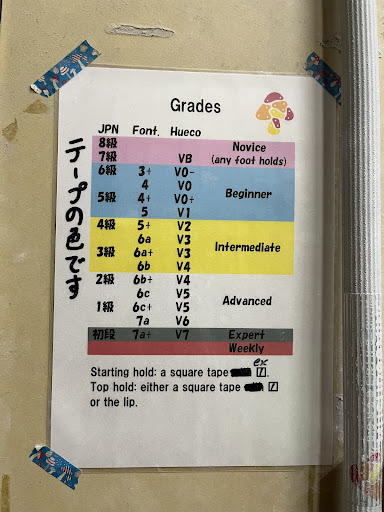 Grades
テープの色です
JPN Font. Hueco
8級 Novice
7級 VB (any foot holds)
6級 3+ V0-
4 V0 Beginner
5級 4+ V0+
5 V1
4級 5+ V2
6a V3 Intermediate
3級 6a+ V3
6b V4
2級 6b+ V4
6c V5 Advanced
1級 6c+ V5
7a V6
初段 7a+ V7 Expert
Weekly
ex
Starting hold: a square tape ☑.
Top hold: either a square tape ☑
or the lip.